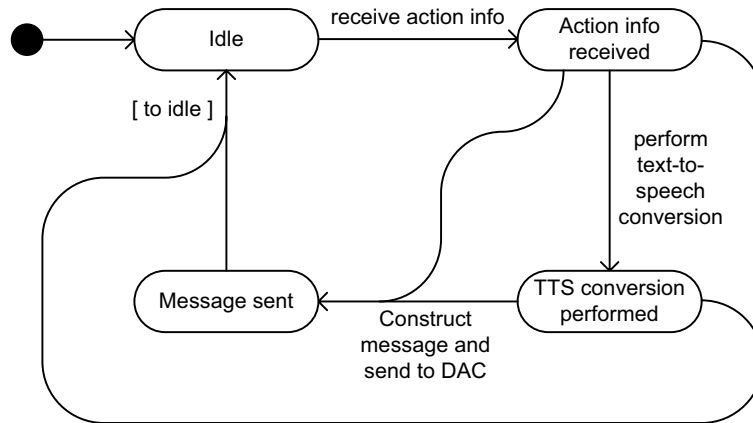 Idle
receive action info
Action info
received
[ to idle ]
perform
text-to-
speech
conversion
Message sent
TTS conversion
performed
Construct
message and
send to DAC